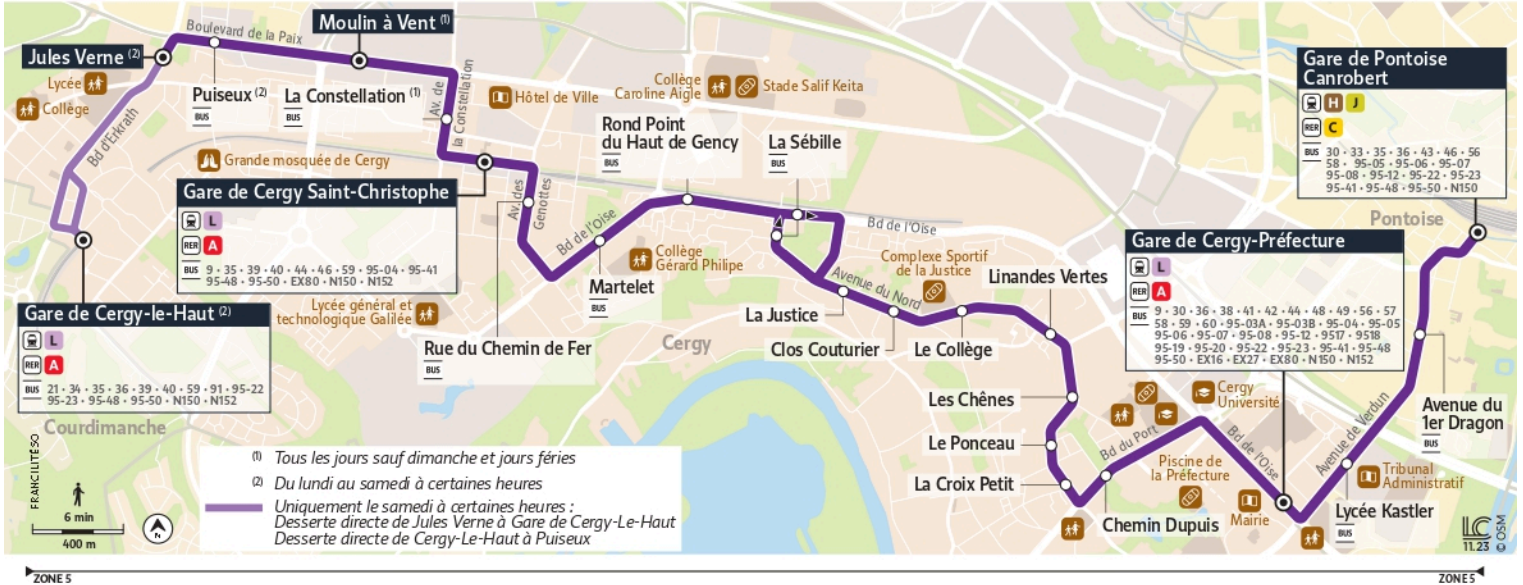 Boulevard de la Paix
Moulin à Vent (1)
Jules Verne (2)
Lycée
Collège
Puiseux (2)
BUS
La Constellation (1)
BUS
Av. de
la Constellation
Hôtel de Ville
Collège
Caroline Aigle
Stade Salif Keita
Bd d'Erkrath
Grande mosquée de Cergy
Rond Point
du Haut de Gency
BUS
La Sébille
BUS
Gare de Pontoise
Canrobert
H J
RER C
BUS 30 • 33 • 35 • 36 • 43 • 46 • 56
58 • 95-05 • 95-06 • 95-07
95-08 • 95-12 • 95-22 • 95-23
95-41 • 95-48 • 95-50 • N150
Pontoise
Gare de Cergy Saint-Christophe
L
RER A
BUS 9 • 35 • 39 • 40 • 44 • 46 • 59 • 95-04 • 95-41
95-48 • 95-50 • EX80 • N150 • N152
Av. des
Genottes
Bd de l'Oise
Bd de l'Oise
Collège
Gérard Philipe
Martelet
BUS
Complexe Sportif
de la Justice
Avenue du Nord
Linandes Vertes
Gare de Cergy-Préfecture
L
RER A
BUS 9 • 30 • 36 • 38 • 41 • 42 • 44 • 48 • 49 • 56 • 57
58 • 59 • 60 • 95-03A • 95-03B • 95-04 • 95-05
95-06 • 95-07 • 95-08 • 95-12 • 9517 • 9518
95-19 • 95-20 • 95-22 • 95-23 • 95-41 • 95-48
95-50 • EX16 • EX27 • EX80 • N150 • N152
Gare de Cergy-le-Haut (2)
L
RER A
BUS 21 • 34 • 35 • 36 • 39 • 40 • 59 • 91 • 95-22
95-23 • 95-48 • 95-50 • N150 • N152
Lycée général et
technologique Galilée
Rue du Chemin de Fer
BUS
Cergy
La Justice
Clos Couturier
Le Collège
Les Chênes
Cergy
Université
Avenue du
1er Dragon
BUS
Courdimanche
Le Ponceau
Bd du Port
Bd de l'Oise
Avenue de Verdun
La Croix Petit
Piscine de
la Préfecture
Tribunal
Administratif
Chemin Dupuis
Mairie
Lycée Kastler
BUS
FRANCILITÉ SO
6 min
400 m
N
(1) Tous les jours sauf dimanche et jours féries
(2) Du lundi au samedi à certaines heures
Uniquement le samedi à certaines heures :
Desserte directe de Jules Verne à Gare de Cergy-Le-Haut
Desserte directe de Cergy-Le-Haut à Puiseux
LC
11.23
© OSM
ZONE 5
ZONE 5